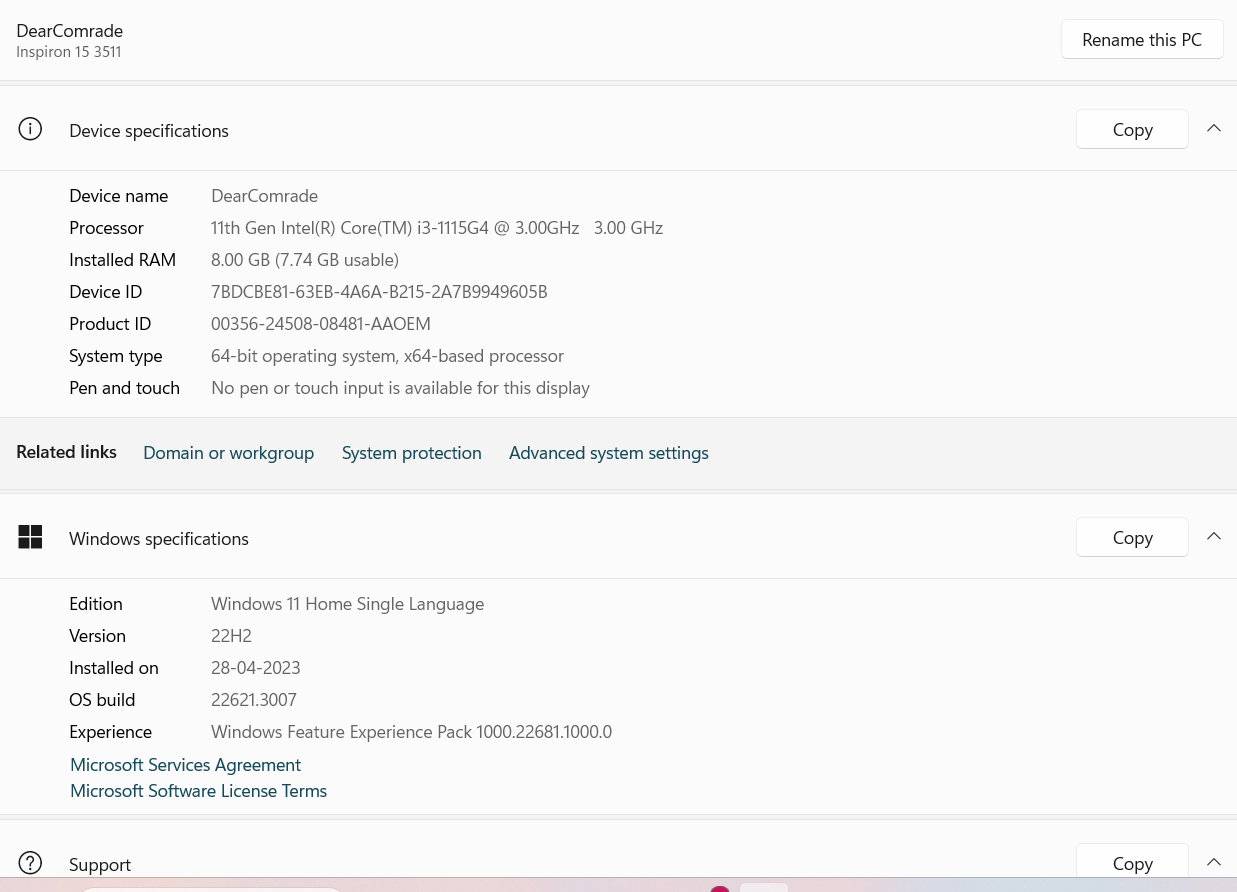 DearComrade
Inspiron 15 3511
Rename this PC
Device specifications
Copy
Device name DearComrade
Processor 11th Gen Intel(R) Core(TM) i3-1115G4 @ 3.00GHz 3.00 GHz
Installed RAM 8.00 GB (7.74 GB usable)
Device ID 7BDCBE81-63EB-4A6A-B215-2A7B9949605B
Product ID 00356-24508-08481-AAOEM
System type 64-bit operating system, x64-based processor
Pen and touch No pen or touch input is available for this display
Related links Domain or workgroup System protection Advanced system settings
Windows specifications
Copy
Edition Windows 11 Home Single Language
Version 22H2
Installed on 28-04-2023
OS build 22621.3007
Experience Windows Feature Experience Pack 1000.22681.1000.0
Microsoft Services Agreement
Microsoft Software License Terms
Support
Copy